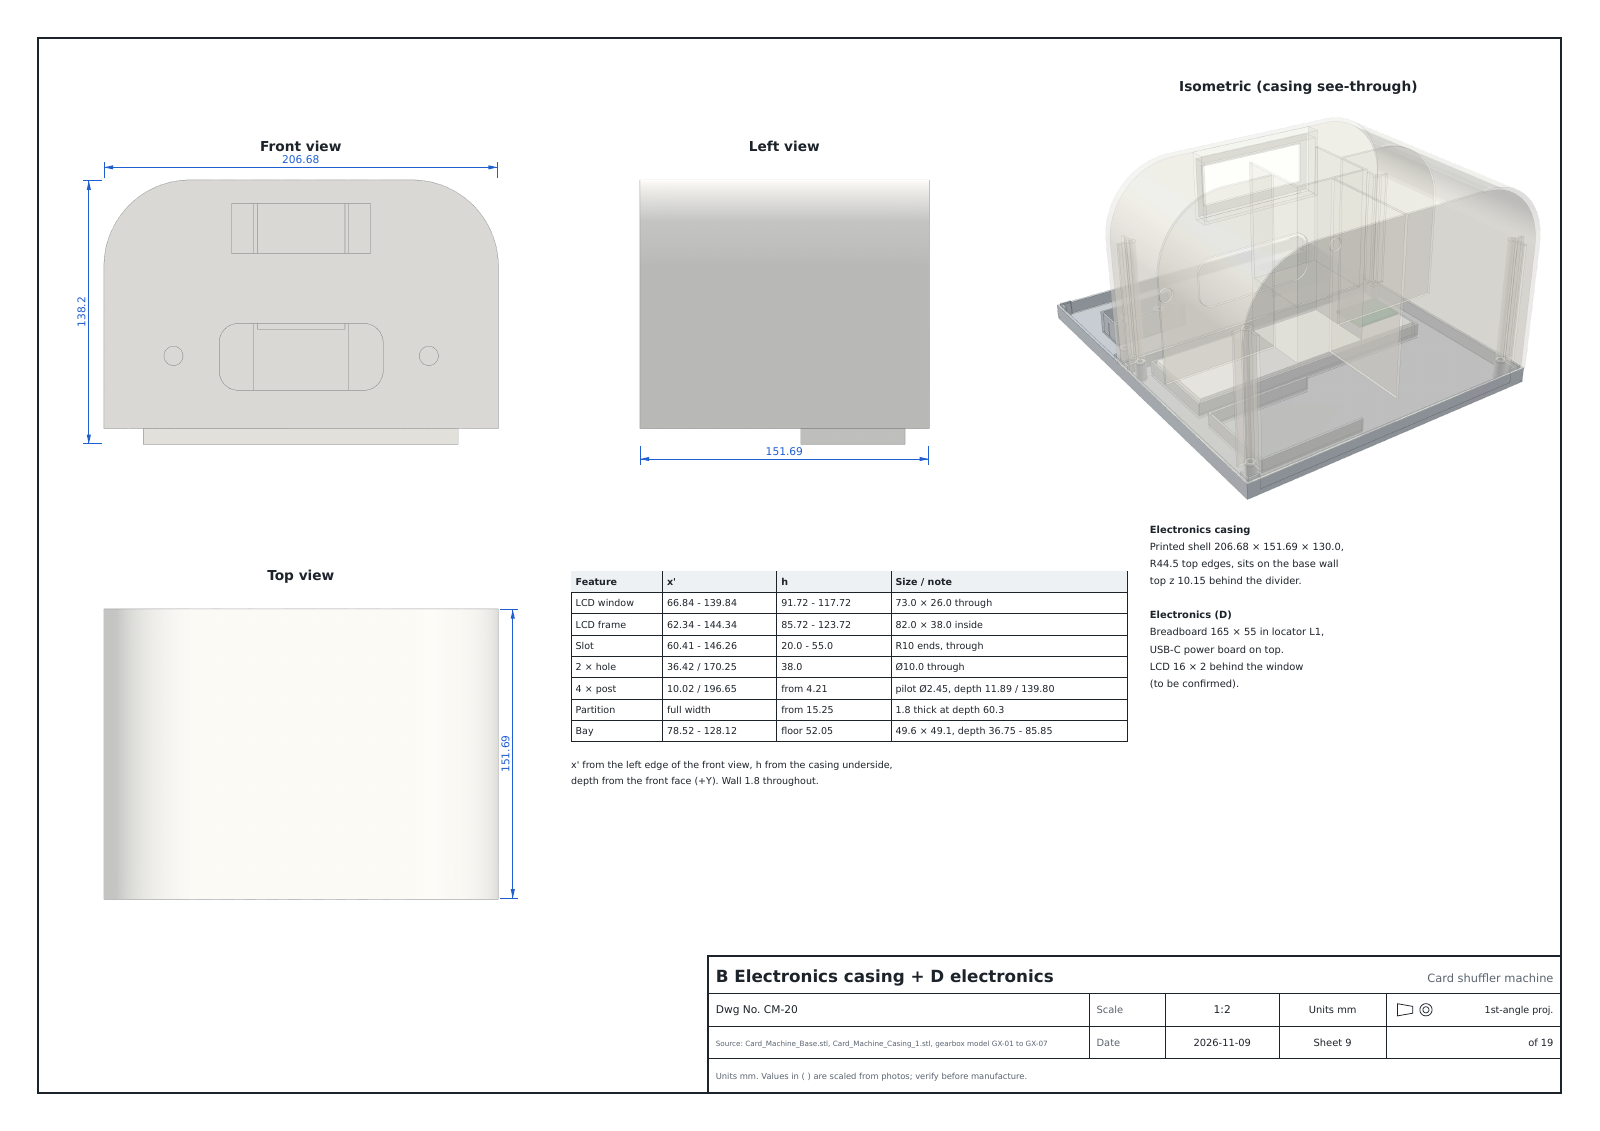 Isometric (casing see-through)
Front view
206.68
Left view
138.2
151.69
Electronics casing
Printed shell 206.68 × 151.69 × 130.0,
R44.5 top edges, sits on the base wall
top z 10.15 behind the divider.
Electronics (D)
Breadboard 165 × 55 in locator L1,
USB-C power board on top.
LCD 16 × 2 behind the window
(to be confirmed).
Top view
151.69
Feature x' h Size / note
LCD window 66.84 - 139.84 91.72 - 117.72 73.0 × 26.0 through
LCD frame 62.34 - 144.34 85.72 - 123.72 82.0 × 38.0 inside
Slot 60.41 - 146.26 20.0 - 55.0 R10 ends, through
2 × hole 36.42 / 170.25 38.0 Ø10.0 through
4 × post 10.02 / 196.65 from 4.21 pilot Ø2.45, depth 11.89 / 139.80
Partition full width from 15.25 1.8 thick at depth 60.3
Bay 78.52 - 128.12 floor 52.05 49.6 × 49.1, depth 36.75 - 85.85
x' from the left edge of the front view, h from the casing underside,
depth from the front face (+Y). Wall 1.8 throughout.
B Electronics casing + D electronics Card shuffler machine
Dwg No. CM-20 Scale 1:2 Units mm 1st-angle proj.
Source: Card_Machine_Base.stl, Card_Machine_Casing_1.stl, gearbox model GX-01 to GX-07 Date 2026-11-09 Sheet 9 of 19
Units mm. Values in ( ) are scaled from photos; verify before manufacture.